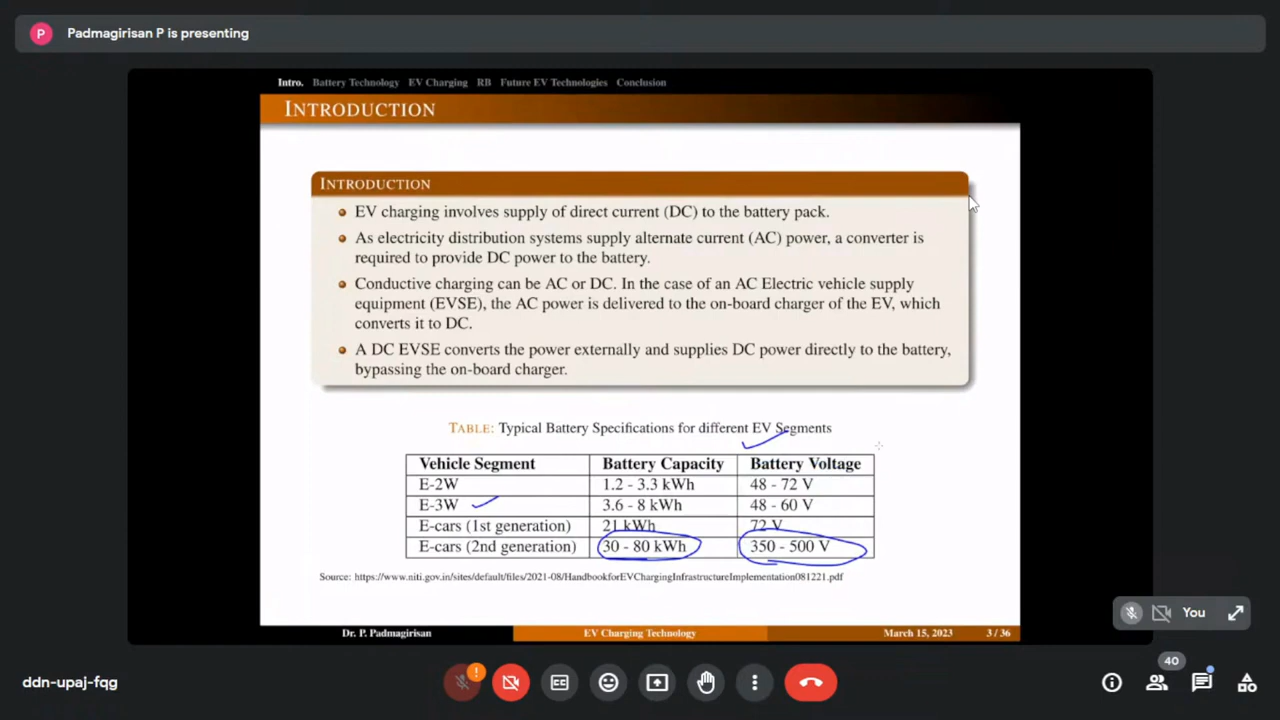 P Padmagirisan P is presenting
Intro. Battery Technology EV Charging RB Future EV Technologies Conclusion
INTRODUCTION
INTRODUCTION
EV charging involves supply of direct current (DC) to the battery pack.
As electricity distribution systems supply alternate current (AC) power, a converter is
required to provide DC power to the battery.
Conductive charging can be AC or DC. In the case of an AC Electric vehicle supply
equipment (EVSE), the AC power is delivered to the on-board charger of the EV, which
converts it to DC.
A DC EVSE converts the power externally and supplies DC power directly to the battery,
bypassing the on-board charger.
TABLE: Typical Battery Specifications for different EV Segments
Vehicle Segment Battery Capacity Battery Voltage
E-2W 1.2 - 3.3 kWh 48 - 72 V
E-3W 3.6 - 8 kWh 48 - 60 V
E-cars (1st generation) 21 kWh 72 V
E-cars (2nd generation) 30 - 80 kWh 350 - 500 V
Source: https://www.niti.gov.in/sites/default/files/2021-08/HandbookforEVChargingInfrastructureImplementation081221.pdf
Dr. P. Padmagirisan EV Charging Technology March 15, 2023 3 / 36
You
ddn-upaj-fqg
CC
40